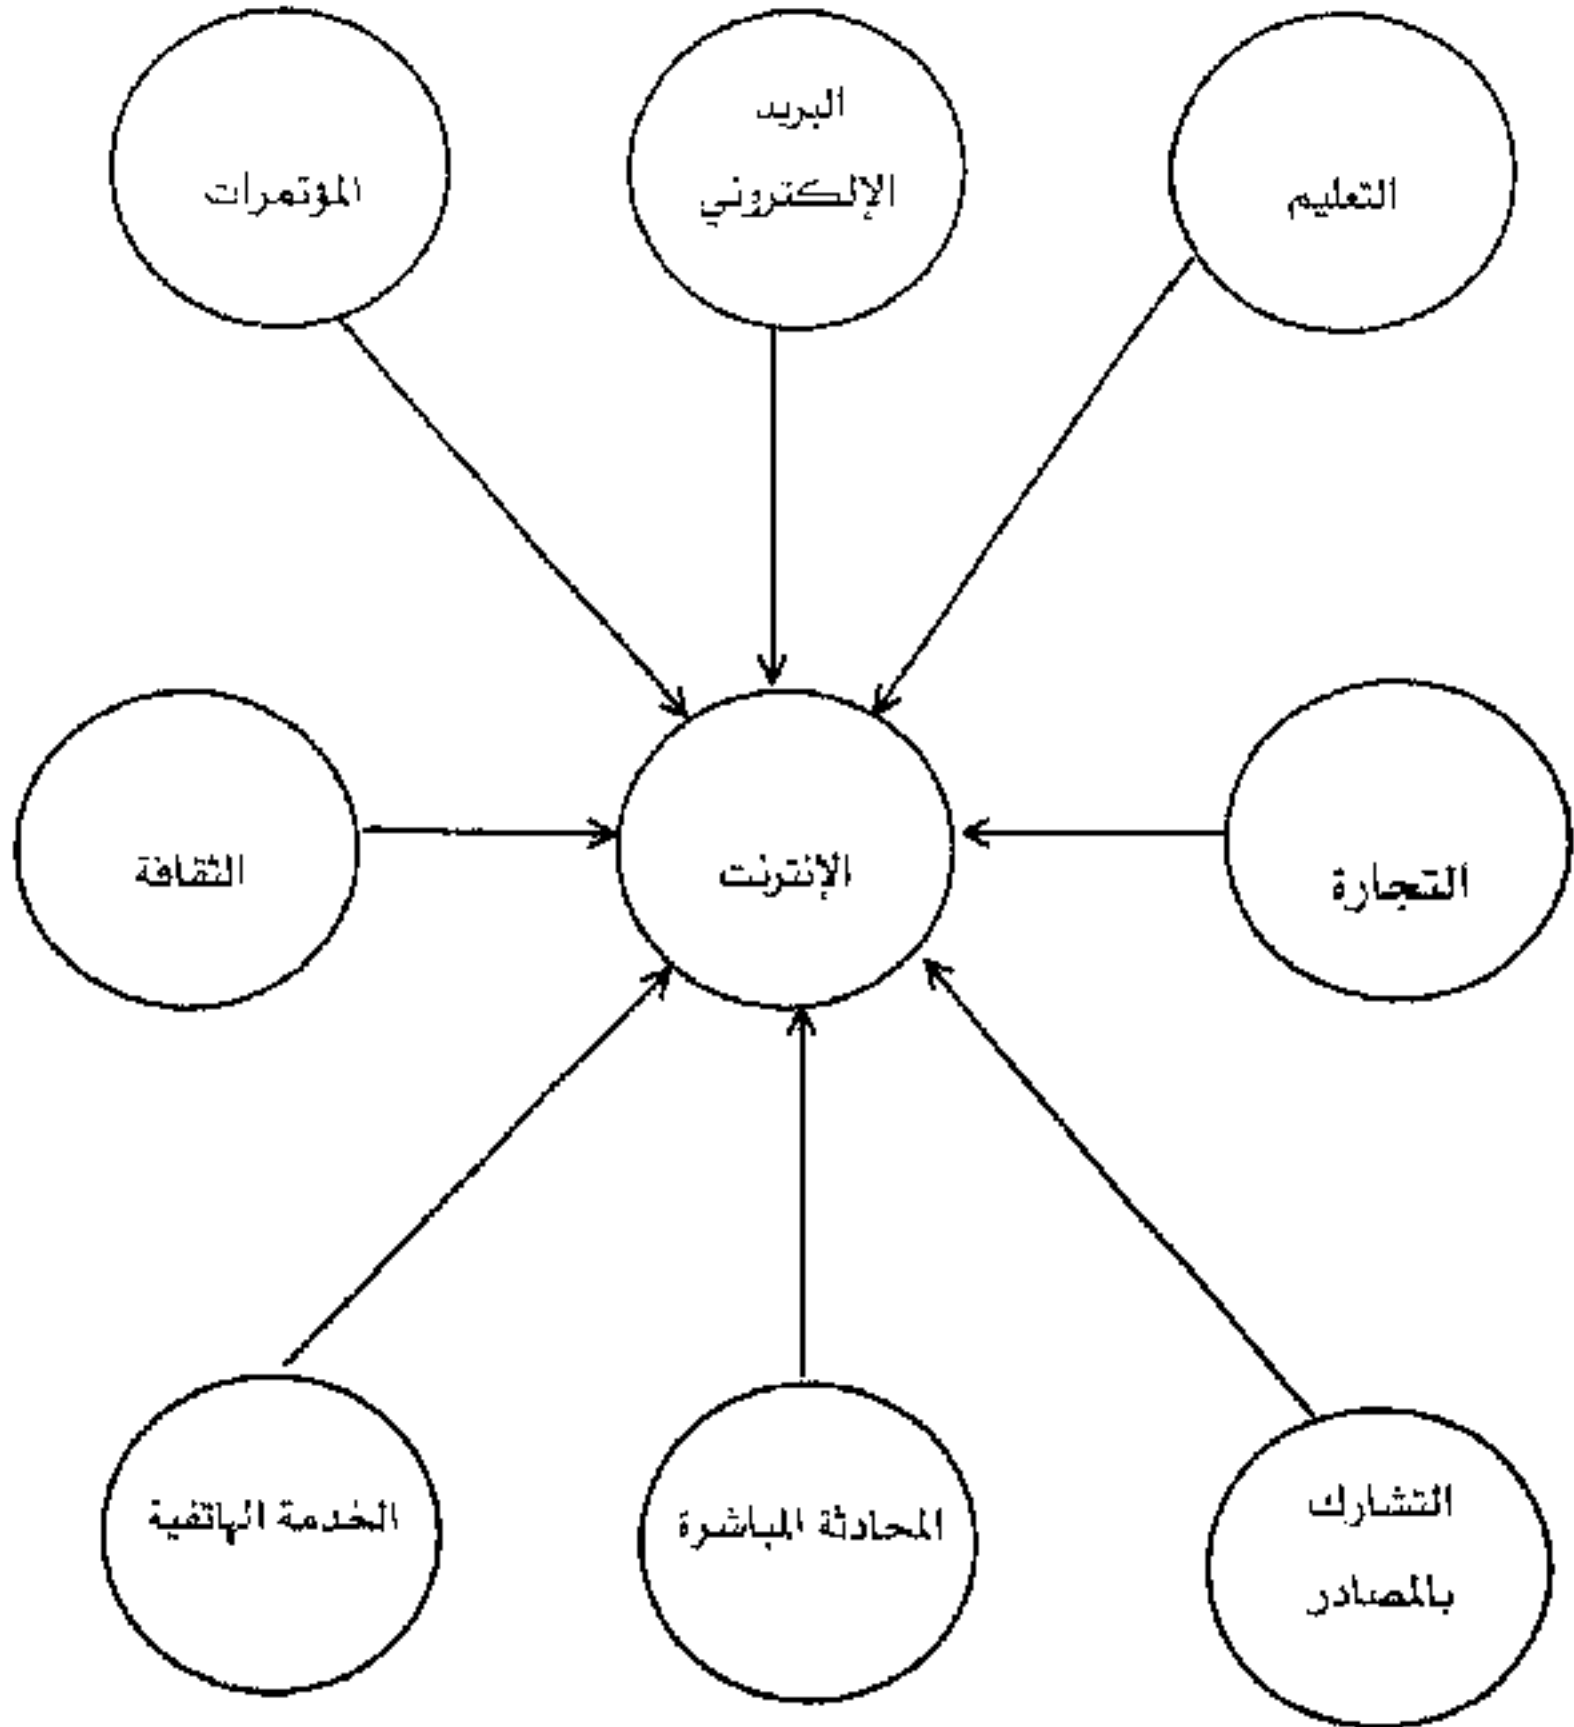 التعليم
البريد
الإلكتروني
المؤتمرات
التجارة
الإنترنت
الثقافة
التشارك
بالمصادر
المحادثة المباشرة
الخدمة الهاتفية